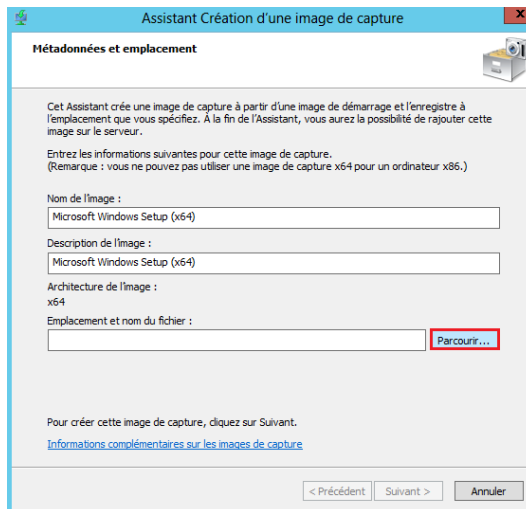 Assistant Création d'une image de capture
x
Métadonnées et emplacement
Cet Assistant crée une image de capture à partir d'une image de démarrage et l'enregistre à
l'emplacement que vous spécifiez. À la fin de l'Assistant, vous aurez la possibilité de rajouter cette
image sur le serveur.
Entrez les informations suivantes pour cette image de capture.
(Remarque : vous ne pouvez pas utiliser une image de capture x64 pour un ordinateur x86.)
Nom de l'image :
Microsoft Windows Setup (x64)
Description de l'image :
Microsoft Windows Setup (x64)
Architecture de l'image :
x64
Emplacement et nom du fichier :
Parcourir...
Pour créer cette image de capture, cliquez sur Suivant.
Informations complémentaires sur les images de capture
< Précédent Suivant > Annuler